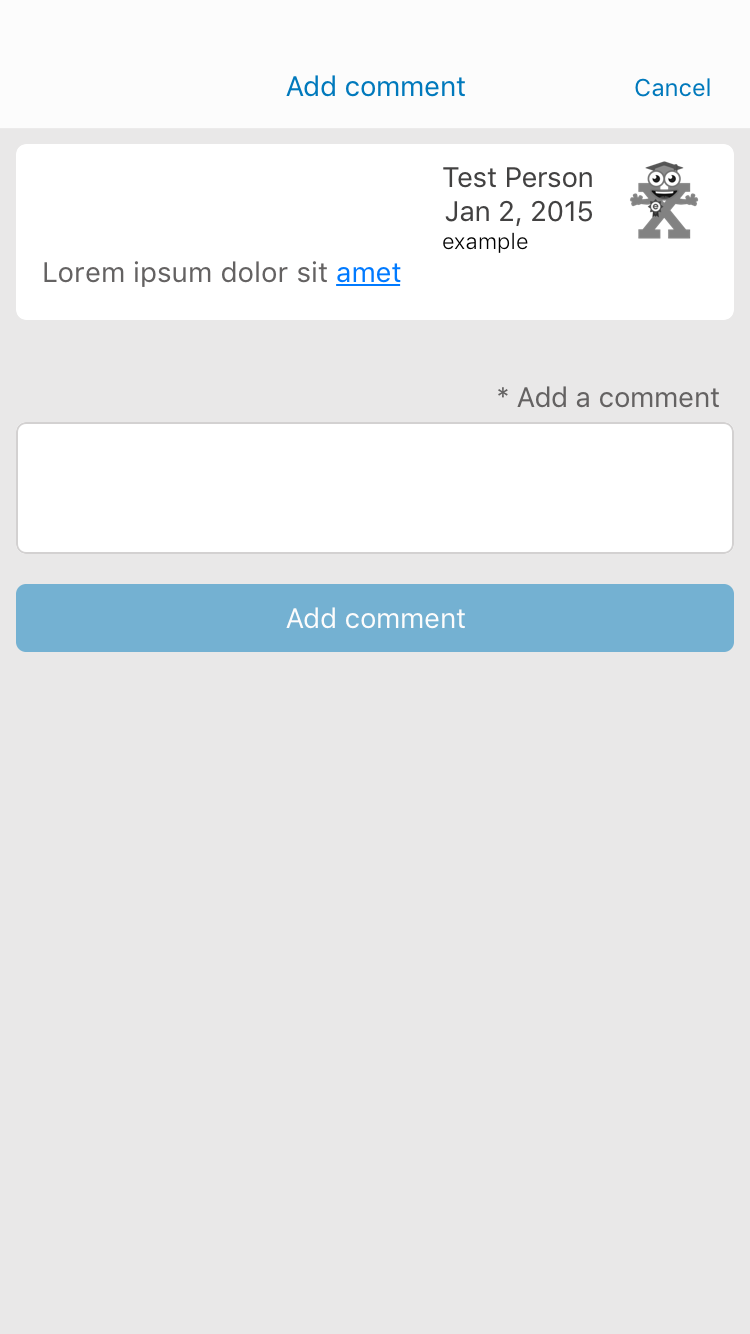 Add comment
Cancel
Test Person
Jan 2, 2015
example
Lorem ipsum dolor sit amet
* Add a comment
Add comment